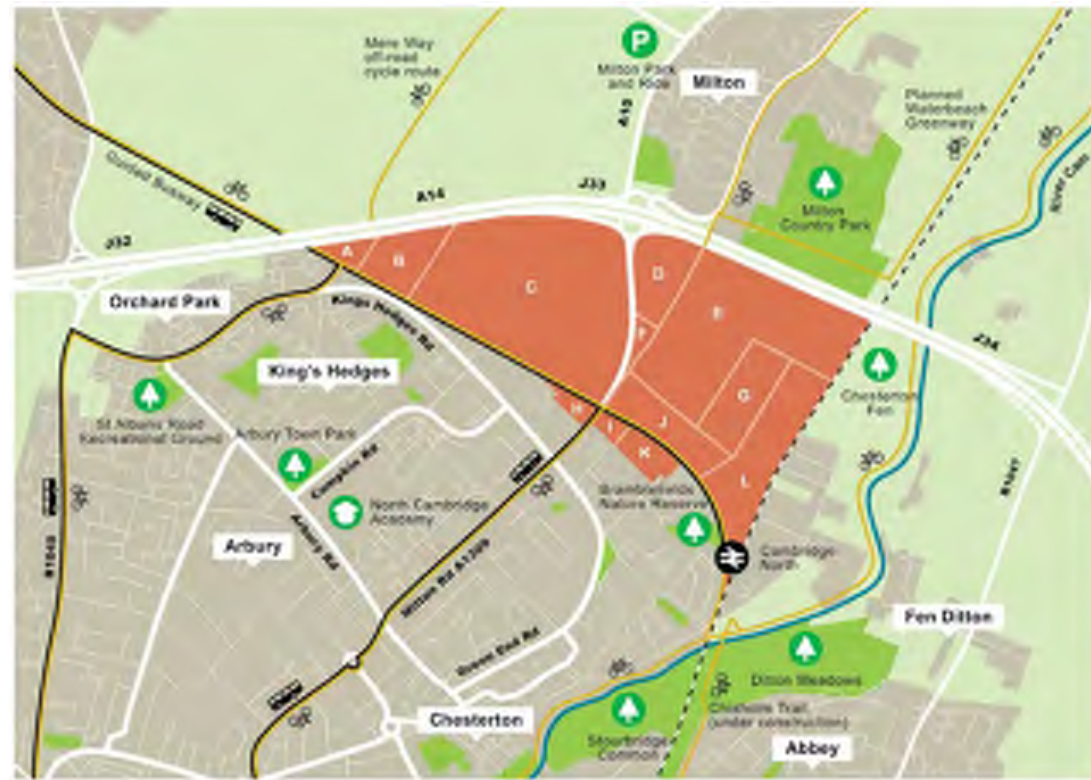 Mere Way
off-road
cycle route
P
Milton Park
and Ride
Milton
A10
Planned
Waterbeach
Greenway
River Cam
Guided Busway
A14
J33
Milton
Country Park
J32
A
B
C
D
E
F
G
H
I
J
K
L
Orchard Park
Kings Hedges Rd
King's Hedges
J34
Chesterton
Fen
St Albans Road
Recreational Ground
Arbury Town Park
Campkin Rd
North Cambridge
Academy
Bramblefields
Nature Reserve
Arbury
Arbury Rd
Milton Rd A1309
Cambridge
North
B1049
B1047
Fen Ditton
Green End Rd
Ditton Meadows
Chisholm Trail
(under construction)
Chesterton
Stourbridge
Common
Abbey